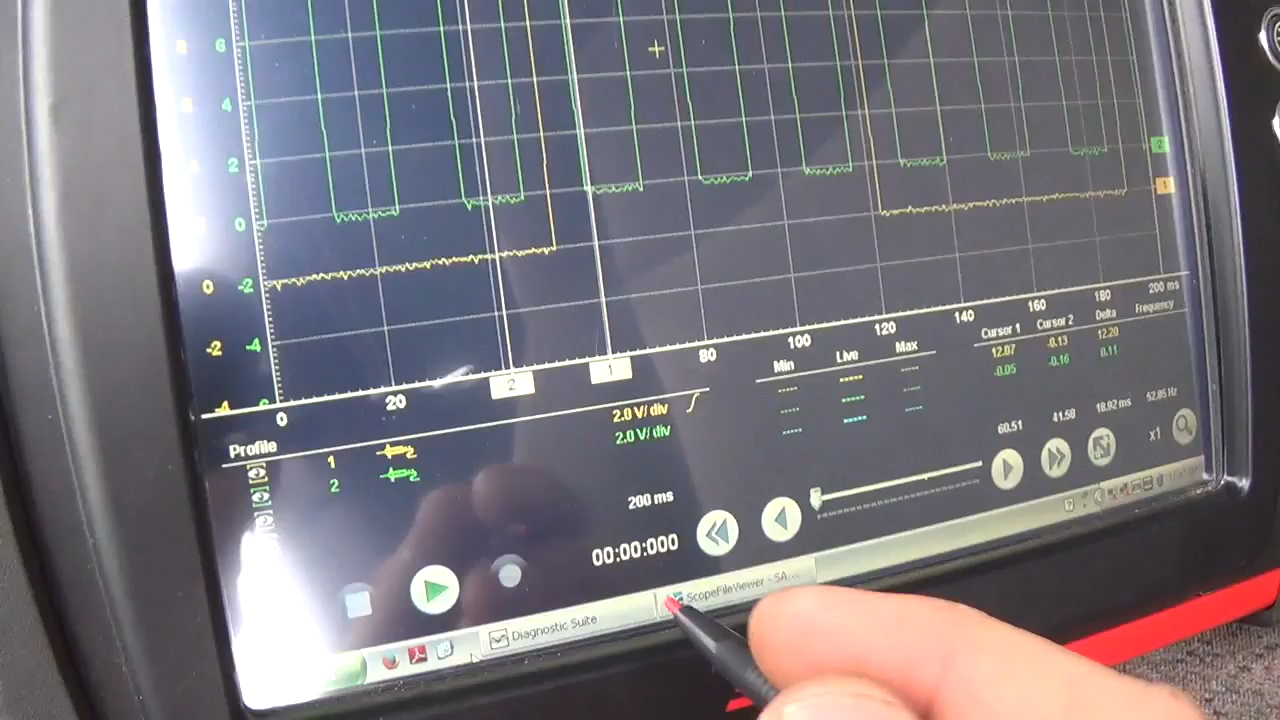 6
4
2
0
0 -2
-2 -4
-4
0 20 80 100 120 140 160 180 200 ms
2 1
Min Live Max
---- ---- ----
---- ---- ----
---- ---- ----
Cursor 1 Cursor 2 Delta Frequency
12.07 -0.13 12.20
-0.05 -0.16 0.11
60.51 41.58 18.92 ms 52.85 Hz
Profile
1 2.0 V/ div
2 2.0 V/ div
200 ms
00:00:000
x1
Diagnostic Suite
ScopeFileViewer - SA...
2
1